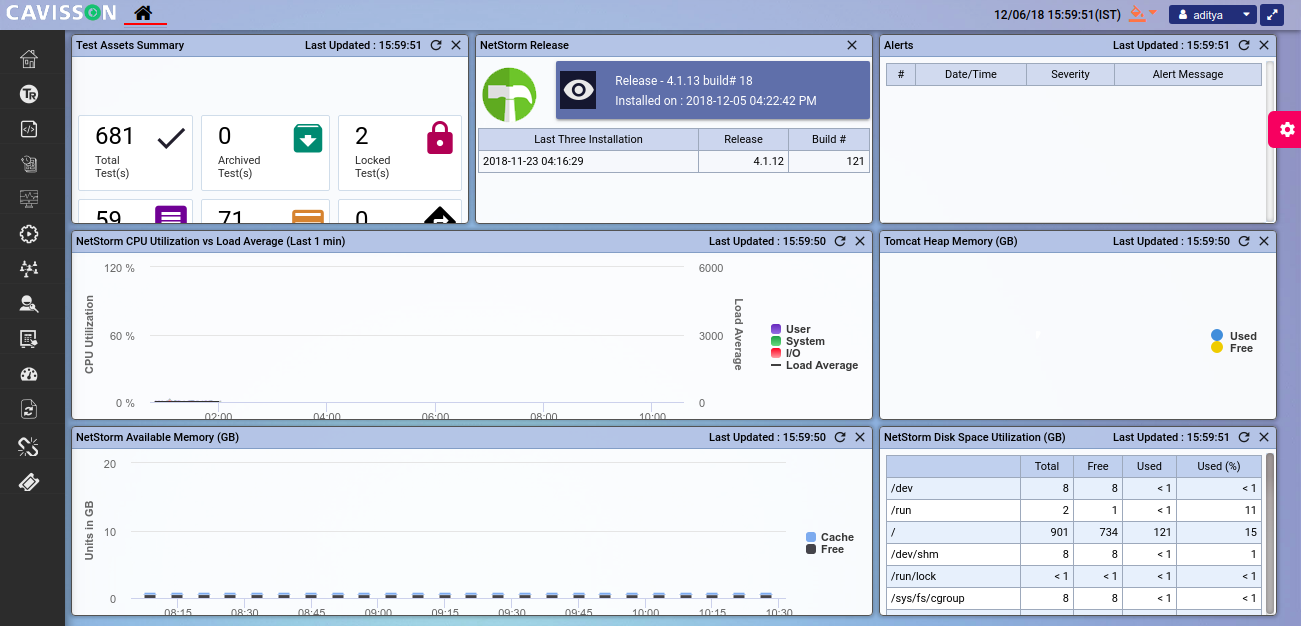 CAVISSON
12/06/18 15:59:51(IST)
aditya
Test Assets Summary
Last Updated : 15:59:51
681
Total
Test(s)
0
Archived
Test(s)
2
Locked
Test(s)
59
71
0
NetStorm Release
Release - 4.1.13 build# 18
Installed on : 2018-12-05 04:22:42 PM
Last Three Installation Release Build #
2018-11-23 04:16:29 4.1.12 121
Alerts
Last Updated : 15:59:51
# Date/Time Severity Alert Message
TR
NetStorm CPU Utilization vs Load Average (Last 1 min)
Last Updated : 15:59:50
CPU Utilization
120 %
60 %
0 %
6000
3000
0
Load Average
02:00 04:00 06:00 08:00 10:00
User
System
I/O
Load Average
Tomcat Heap Memory (GB)
Last Updated : 15:59:50
Used
Free
NetStorm Available Memory (GB)
Last Updated : 15:59:50
Units in GB
20
10
0
08:15 08:30 08:45 09:00 09:15 09:30 09:45 10:00 10:15 10:30
Cache
Free
NetStorm Disk Space Utilization (GB)
Last Updated : 15:59:51
Total Free Used Used (%)
/dev 8 8 < 1 < 1
/run 2 1 < 1 11
/ 901 734 121 15
/dev/shm 8 8 < 1 1
/run/lock < 1 < 1 < 1 < 1
/sys/fs/cgroup 8 8 < 1 < 1